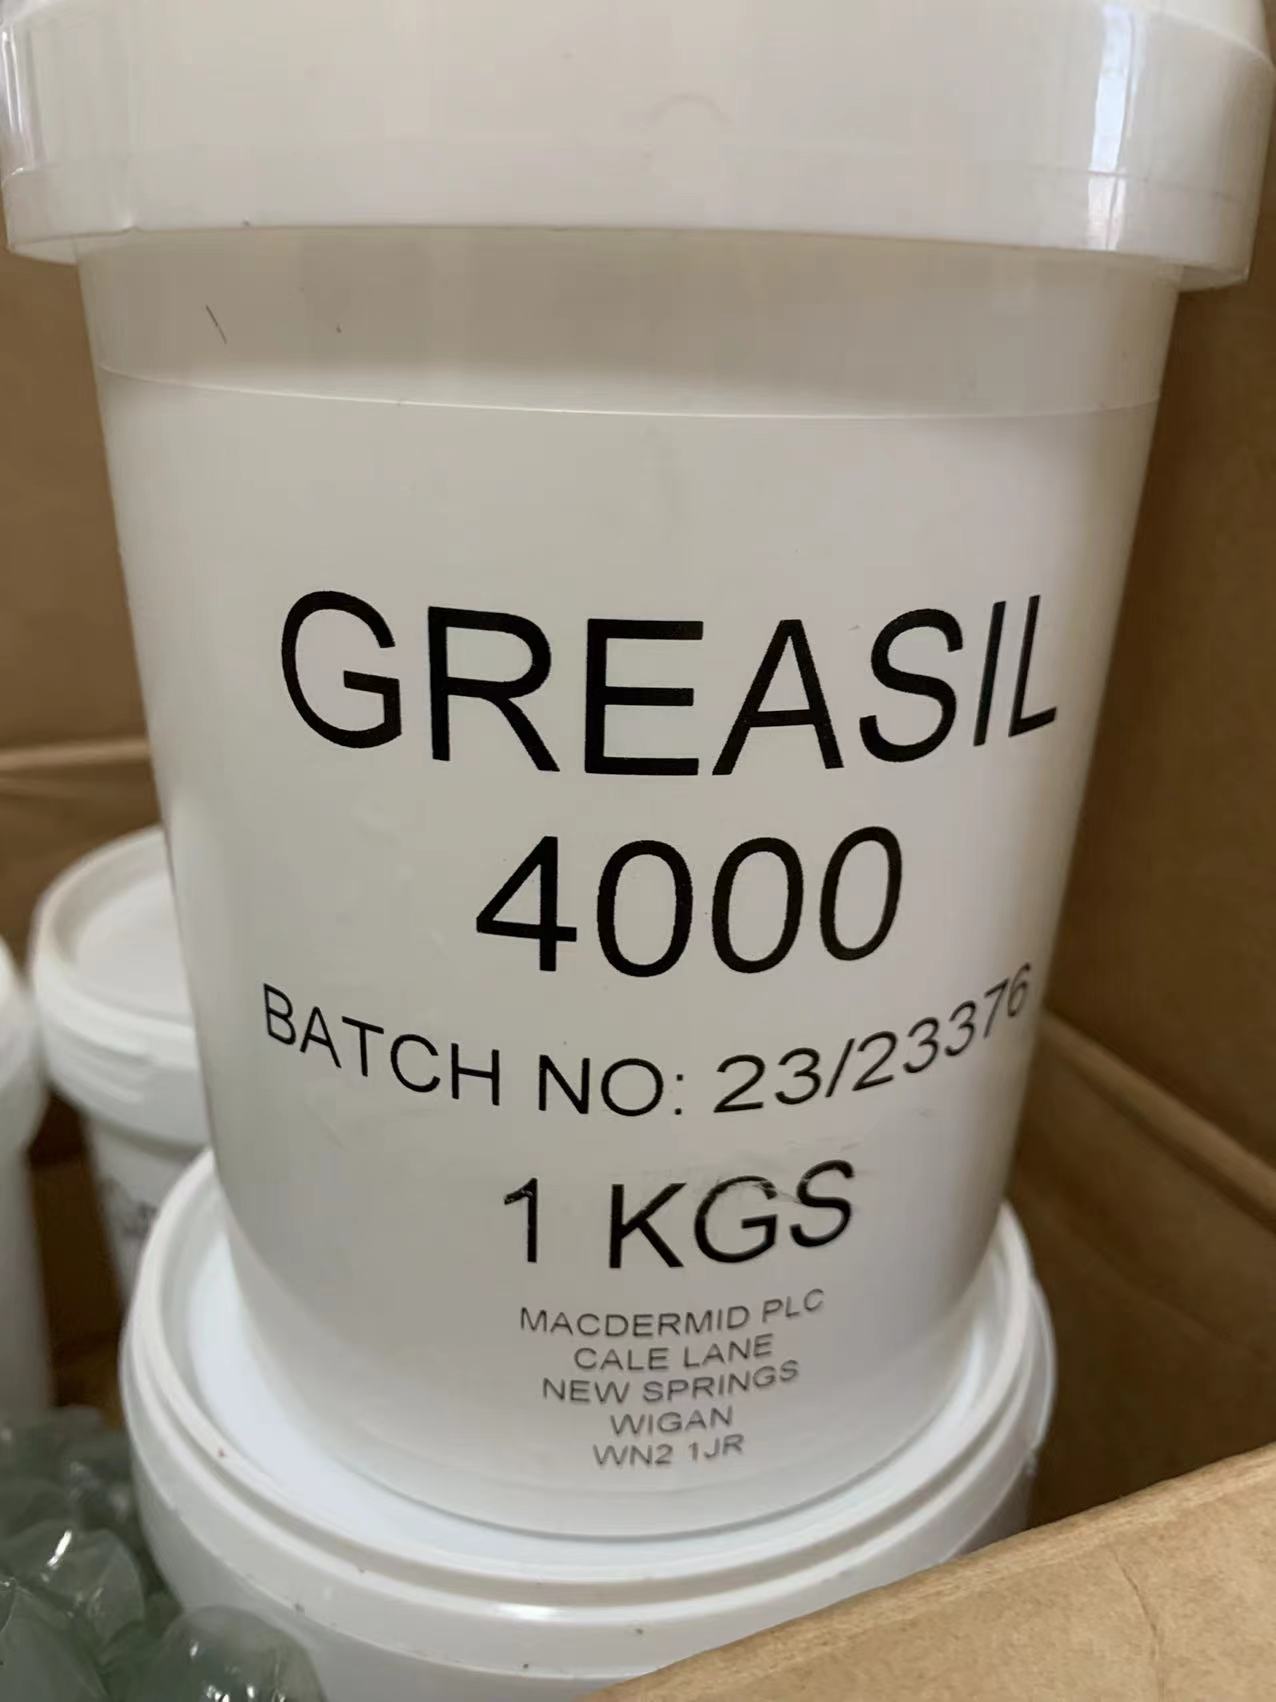 GREASIL
4000
BATCH NO: 23/23376
1 KGS
MACDERMID PLC
CALE LANE
NEW SPRINGS
WIGAN
WN2 1JR